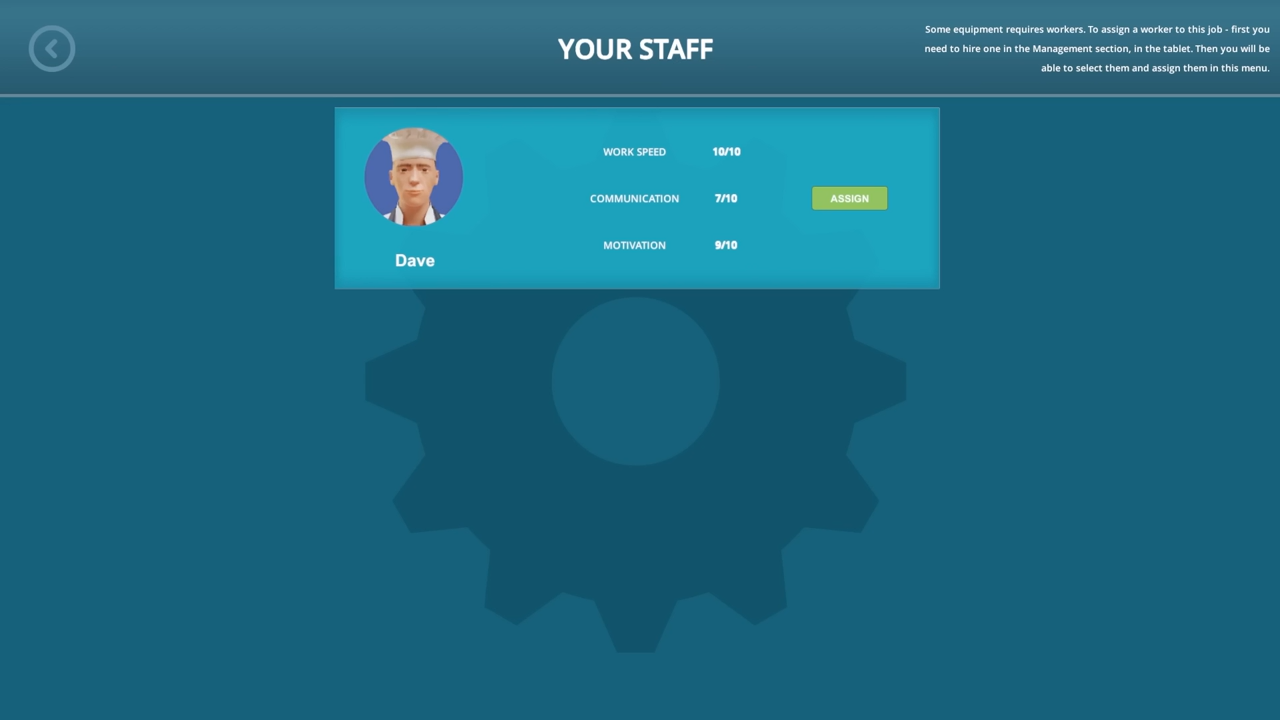 YOUR STAFF
Some equipment requires workers. To assign a worker to this job - first you
need to hire one in the Management section, in the tablet. Then you will be
able to select them and assign them in this menu.
WORK SPEED 10/10
COMMUNICATION 7/10
ASSIGN
MOTIVATION 9/10
Dave